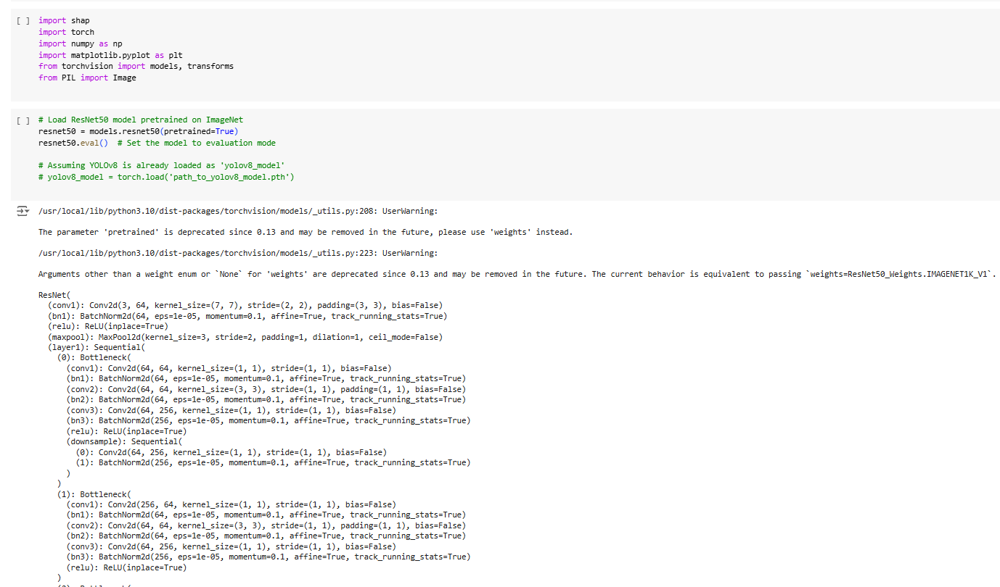 [ ] import shap
import torch
import numpy as np
import matplotlib.pyplot as plt
from torchvision import models, transforms
from PIL import Image
[ ] # Load ResNet50 model pretrained on ImageNet
resnet50 = models.resnet50(pretrained=True)
resnet50.eval()  # Set the model to evaluation mode
# Assuming YOLOv8 is already loaded as 'yolov8_model'
# yolov8_model = torch.load('path_to_yolov8_model.pth')
/usr/local/lib/python3.10/dist-packages/torchvision/models/_utils.py:208: UserWarning:
The parameter 'pretrained' is deprecated since 0.13 and may be removed in the future, please use 'weights' instead.
/usr/local/lib/python3.10/dist-packages/torchvision/models/_utils.py:223: UserWarning:
Arguments other than a weight enum or `None` for 'weights' are deprecated since 0.13 and may be removed in the future. The current behavior is equivalent to passing `weights=ResNet50_Weights.IMAGENET1K_V1`.
ResNet(
  (conv1): Conv2d(3, 64, kernel_size=(7, 7), stride=(2, 2), padding=(3, 3), bias=False)
  (bn1): BatchNorm2d(64, eps=1e-05, momentum=0.1, affine=True, track_running_stats=True)
  (relu): ReLU(inplace=True)
  (maxpool): MaxPool2d(kernel_size=3, stride=2, padding=1, dilation=1, ceil_mode=False)
  (layer1): Sequential(
    (0): Bottleneck(
      (conv1): Conv2d(64, 64, kernel_size=(1, 1), stride=(1, 1), bias=False)
      (bn1): BatchNorm2d(64, eps=1e-05, momentum=0.1, affine=True, track_running_stats=True)
      (conv2): Conv2d(64, 64, kernel_size=(3, 3), stride=(1, 1), padding=(1, 1), bias=False)
      (bn2): BatchNorm2d(64, eps=1e-05, momentum=0.1, affine=True, track_running_stats=True)
      (conv3): Conv2d(64, 256, kernel_size=(1, 1), stride=(1, 1), bias=False)
      (bn3): BatchNorm2d(256, eps=1e-05, momentum=0.1, affine=True, track_running_stats=True)
      (relu): ReLU(inplace=True)
      (downsample): Sequential(
        (0): Conv2d(64, 256, kernel_size=(1, 1), stride=(1, 1), bias=False)
        (1): BatchNorm2d(256, eps=1e-05, momentum=0.1, affine=True, track_running_stats=True)
      )
    )
    (1): Bottleneck(
      (conv1): Conv2d(256, 64, kernel_size=(1, 1), stride=(1, 1), bias=False)
      (bn1): BatchNorm2d(64, eps=1e-05, momentum=0.1, affine=True, track_running_stats=True)
      (conv2): Conv2d(64, 64, kernel_size=(3, 3), stride=(1, 1), padding=(1, 1), bias=False)
      (bn2): BatchNorm2d(64, eps=1e-05, momentum=0.1, affine=True, track_running_stats=True)
      (conv3): Conv2d(64, 256, kernel_size=(1, 1), stride=(1, 1), bias=False)
      (bn3): BatchNorm2d(256, eps=1e-05, momentum=0.1, affine=True, track_running_stats=True)
      (relu): ReLU(inplace=True)
    )